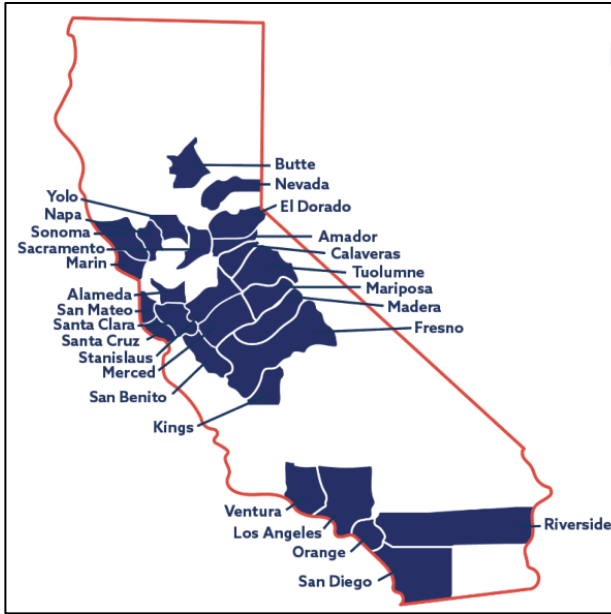 Butte
Nevada
Yolo
El Dorado
Napa
Sonoma
Amador
Sacramento
Calaveras
Marin
Tuolumne
Mariposa
Alameda
Madera
San Mateo
Fresno
Santa Clara
Santa Cruz
Stanislaus
Merced
San Benito
Kings
Ventura
Riverside
Los Angeles
Orange
San Diego